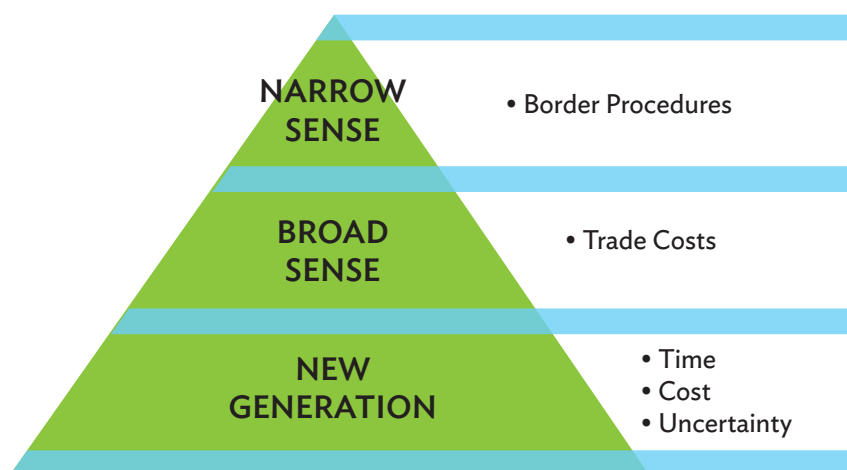 NARROW
SENSE
• Border Procedures
BROAD
SENSE
• Trade Costs
NEW
GENERATION
• Time
• Cost
• Uncertainty